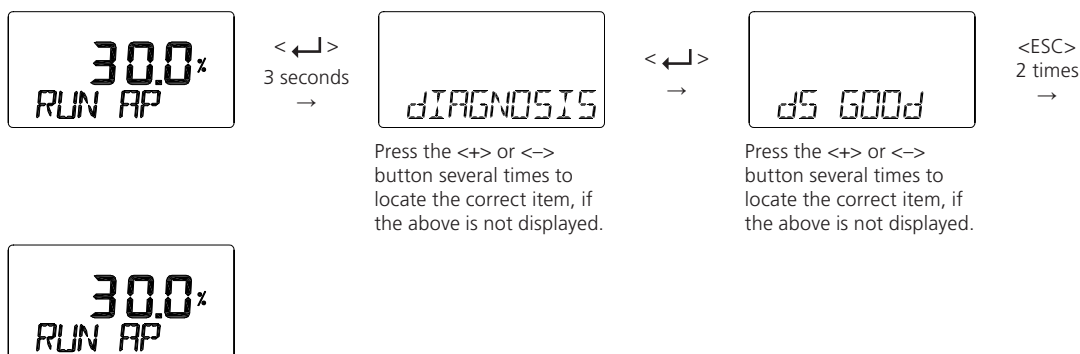 30.0%
RUN AP
< ↵ >
3 seconds
→
dIAGNOSIS
Press the <+> or <–>
button several times to
locate the correct item, if
the above is not displayed.
< ↵ >
→
dS GOOd
Press the <+> or <–>
button several times to
locate the correct item, if
the above is not displayed.
<ESC>
2 times
→
30.0%
RUN AP